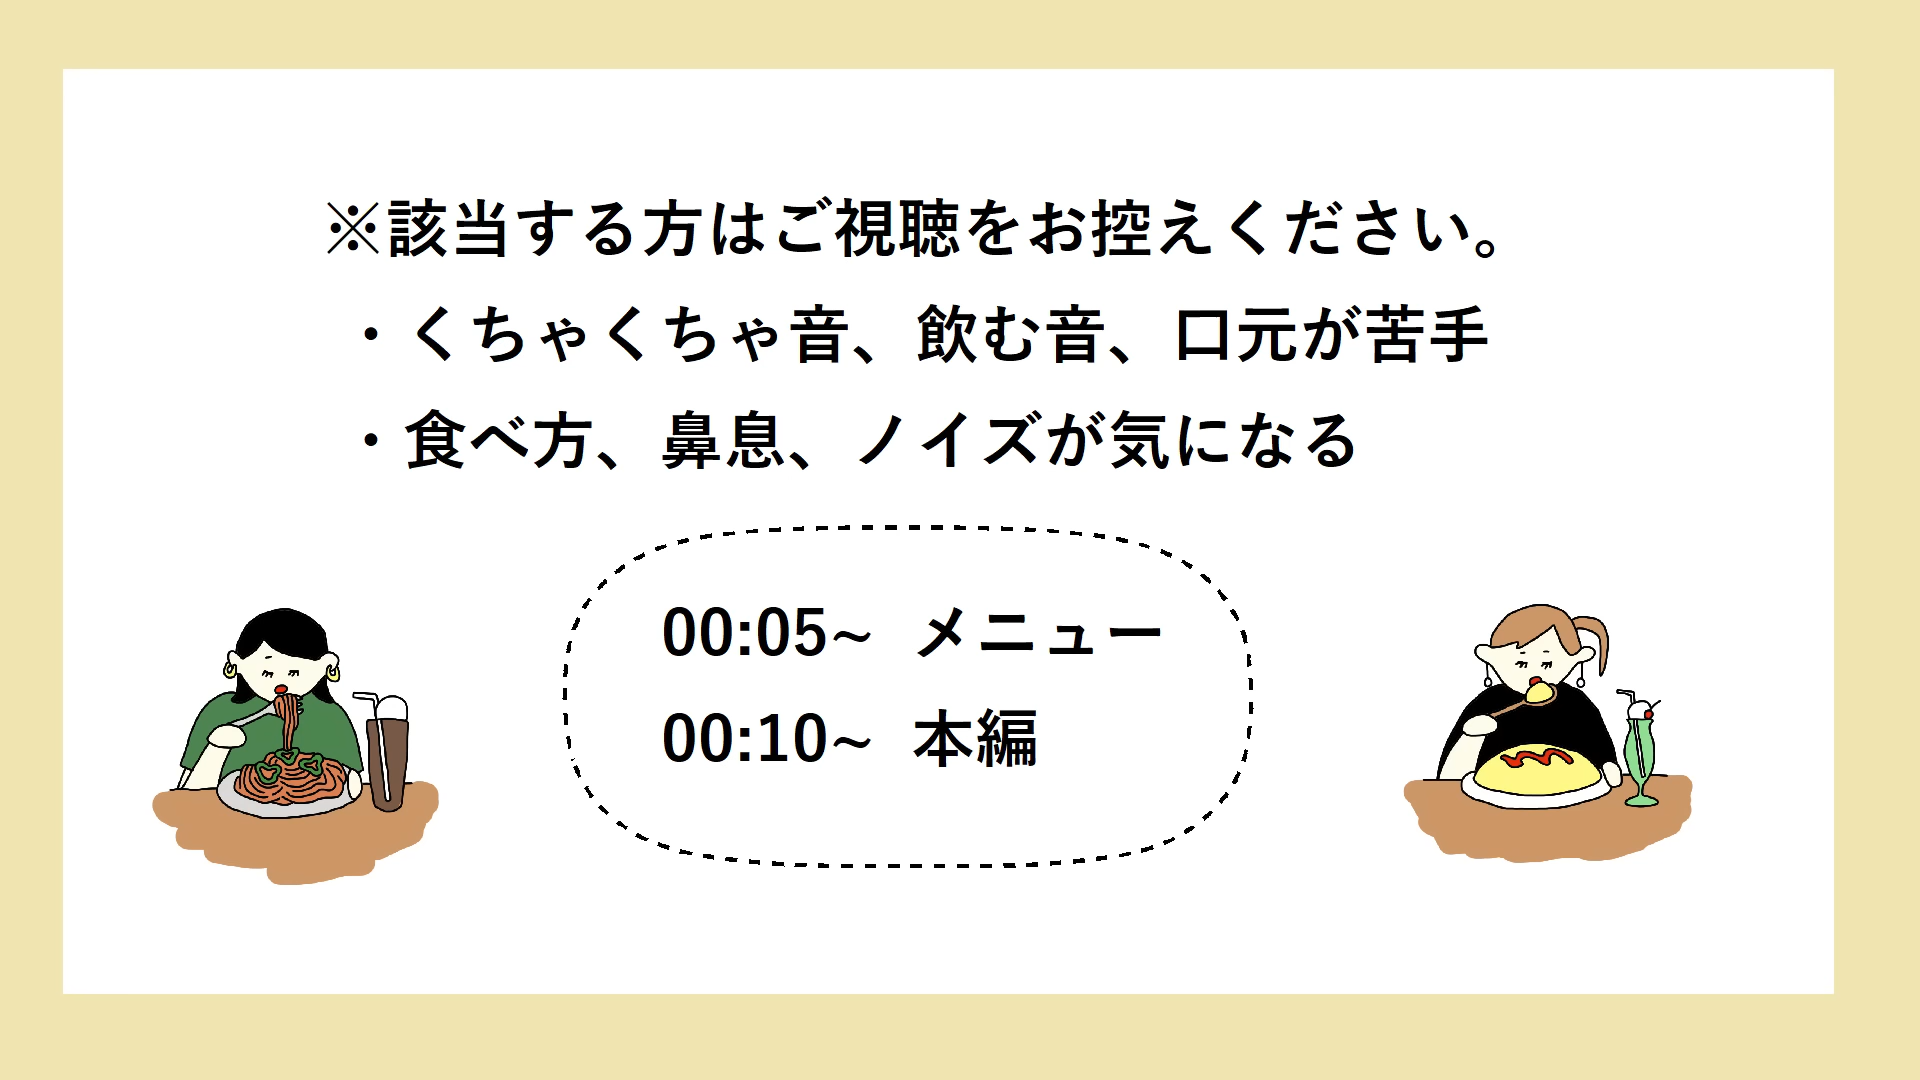 ※該当する方はご視聴をお控えください。
・くちゃくちゃ音、飲む音、口元が苦手
・食べ方、鼻息、ノイズが気になる
00:05~ メニュー
00:10~ 本編